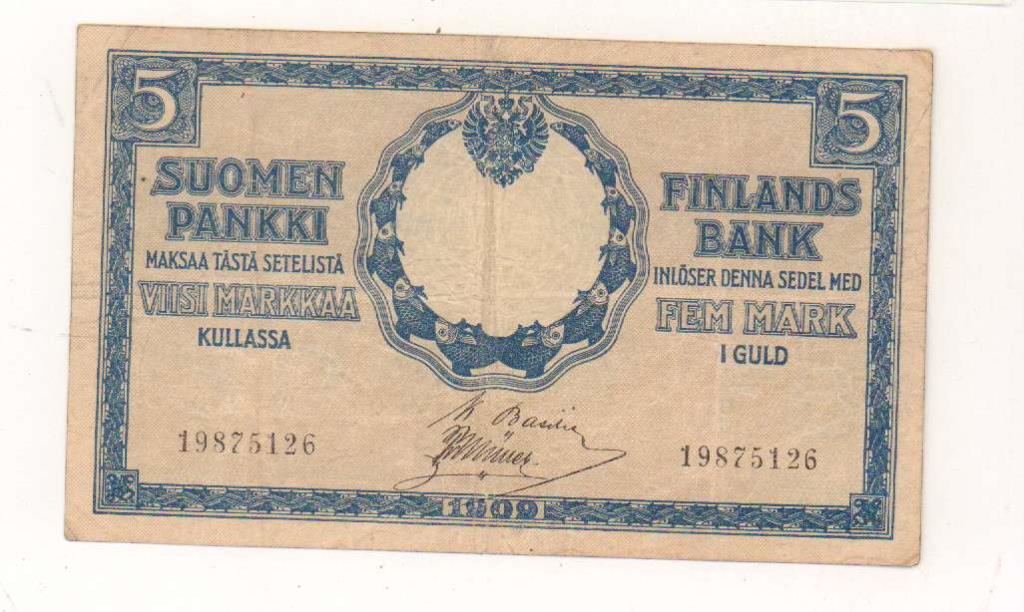 5
5
SUOMEN
PANKKI
MAKSAA TÄSTÄ SETELISTÄ
VIISI MARKKAA
KULLASSA
FINLANDS
BANK
INLÖSER DENNA SEDEL MED
FEM MARK
I GULD
19875126
19875126
1909